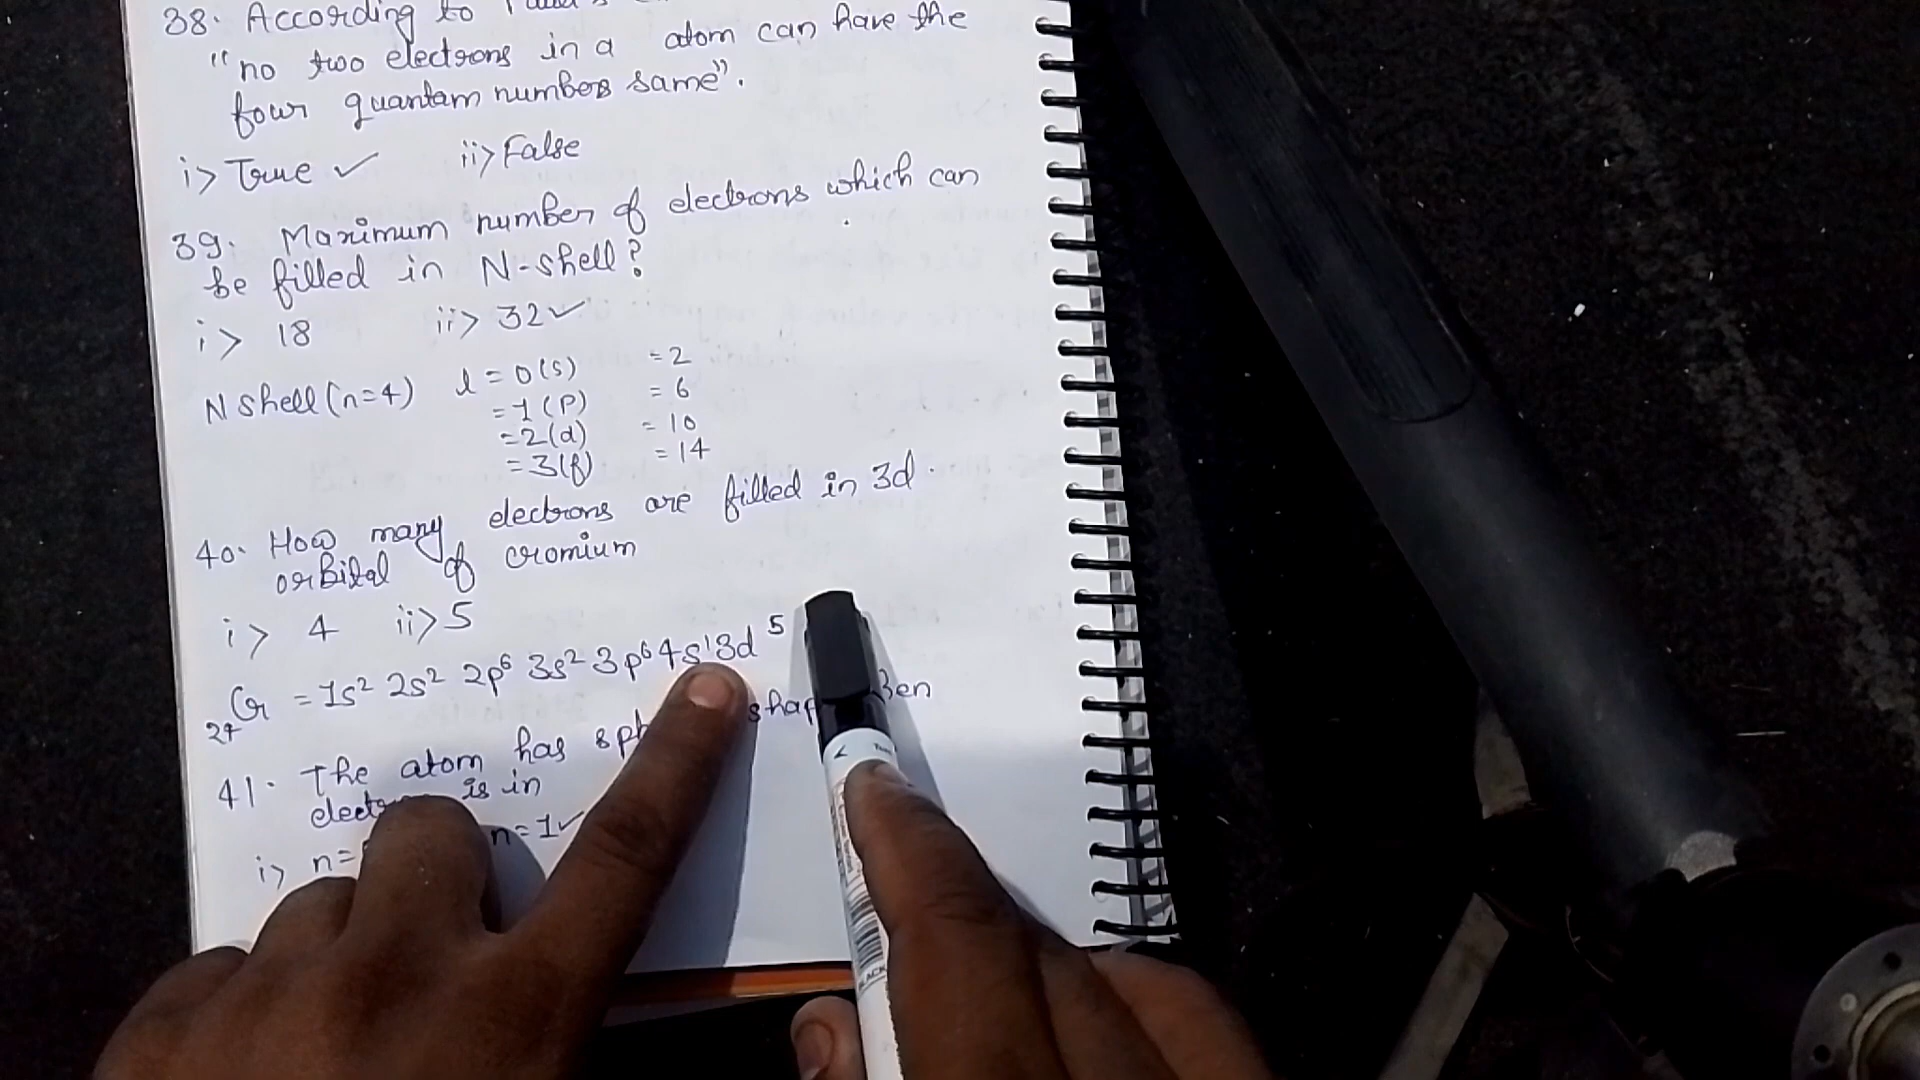 38. According to
"no two electrons in a atom can have the
four quantam numbers same".
i> True ✓ ii> False
39. Maximum number of electrons which can
be filled in N-shell?
i> 18 ii> 32 ✓
N shell (n=4) l = 0(s) = 2
= 1(p) = 6
= 2(d) = 10
= 3(f) = 14
40. How many electrons are filled in 3d.
orbital of cromium
i> 4 ii> 5
24Cr = 1s² 2s² 2p⁶ 3s² 3p⁶ 4s¹ 3d⁵
41. The atom has
is in
i> n= n=1 ✓